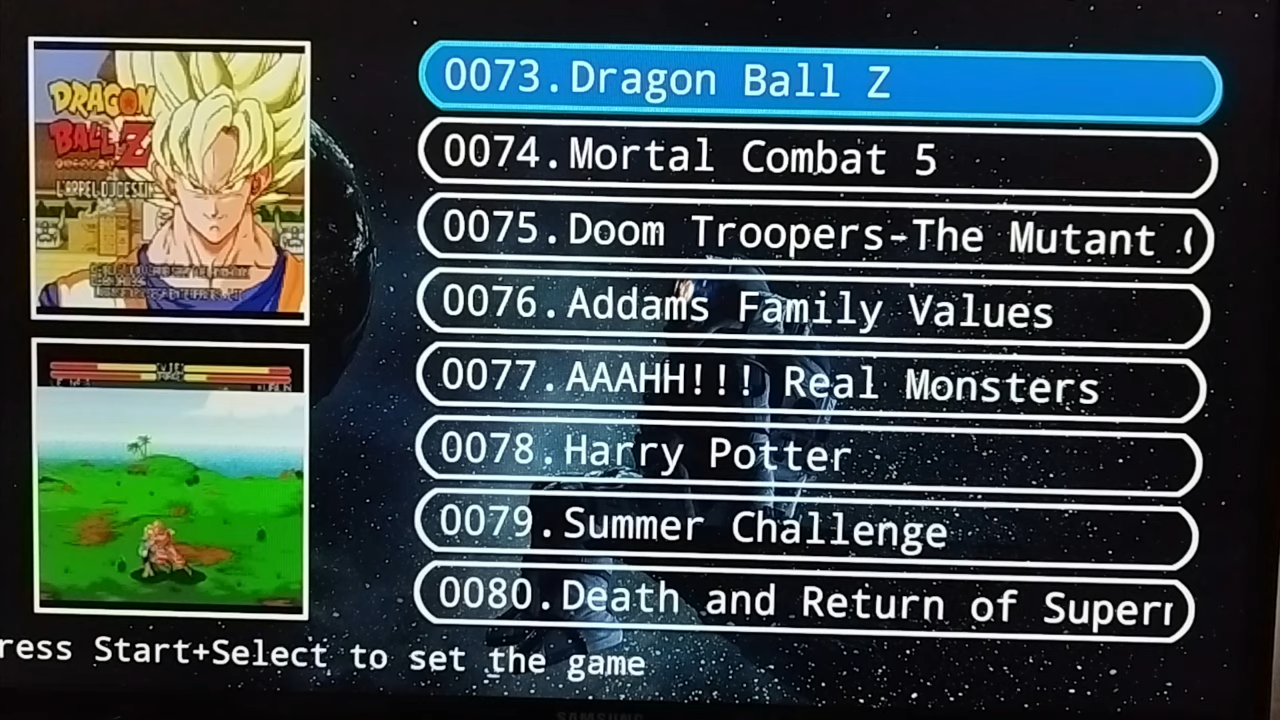 DRAGON
BALL Z
L'APPEL DU DESTIN
0073.Dragon Ball Z
0074.Mortal Combat 5
0075.Doom Troopers-The Mutant
0076.Addams Family Values
0077.AAAHH!!! Real Monsters
0078.Harry Potter
0079.Summer Challenge
0080.Death and Return of Super
ress Start+Select to set the game
SAMSUNG